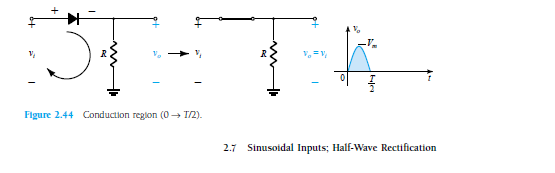 + −
+ + + +
v_i R v_o v_i R v_o = v_i
− − − −
v_o
V_m
0 T/2 t
Figure 2.44 Conduction region (0 → T/2).
2.7 Sinusoidal Inputs; Half-Wave Rectification